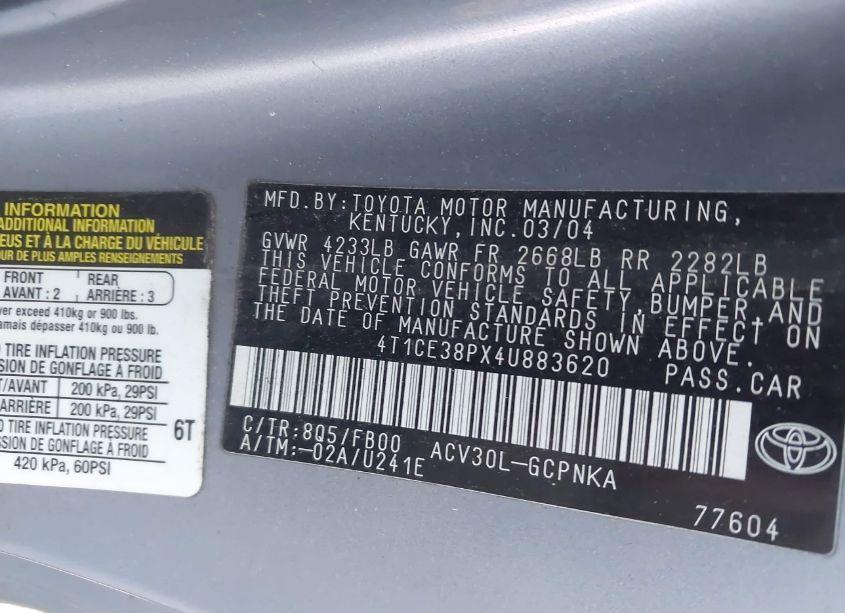 INFORMATION
ADDITIONAL INFORMATION
EUS ET À LA CHARGE DU VÉHICULE
OUR DE PLUS AMPLES RENSEIGNEMENTS
FRONT
AVANT : 2
REAR
ARRIÈRE : 3
ver exceed 410kg or 900 lbs.
amais dépasser 410kg ou 900 lb.
TIRE INFLATION PRESSURE
SSION DE GONFLAGE À FROID
T/AVANT 200 kPa, 29PSI
ARRIÈRE 200 kPa, 29PSI
TIRE INFLATION PRESSURE
SION DE GONFLAGE À FROID
420 kPa, 60PSI
6T
MFD.BY:TOYOTA MOTOR MANUFACTURING,
KENTUCKY,INC.03/04
GVWR 4233LB GAWR FR 2668LB RR 2282LB
THIS VEHICLE CONFORMS TO ALL APPLICABLE
FEDERAL MOTOR VEHICLE SAFETY,BUMPER,AND
THEFT PREVENTION STANDARDS IN EFFECT ON
THE DATE OF MANUFACTURE SHOWN ABOVE.
4T1CE38PX4U883620 PASS.CAR
C/TR:8Q5/FB00 ACV30L-GCPNKA
A/TM:-02A/U241E
77604